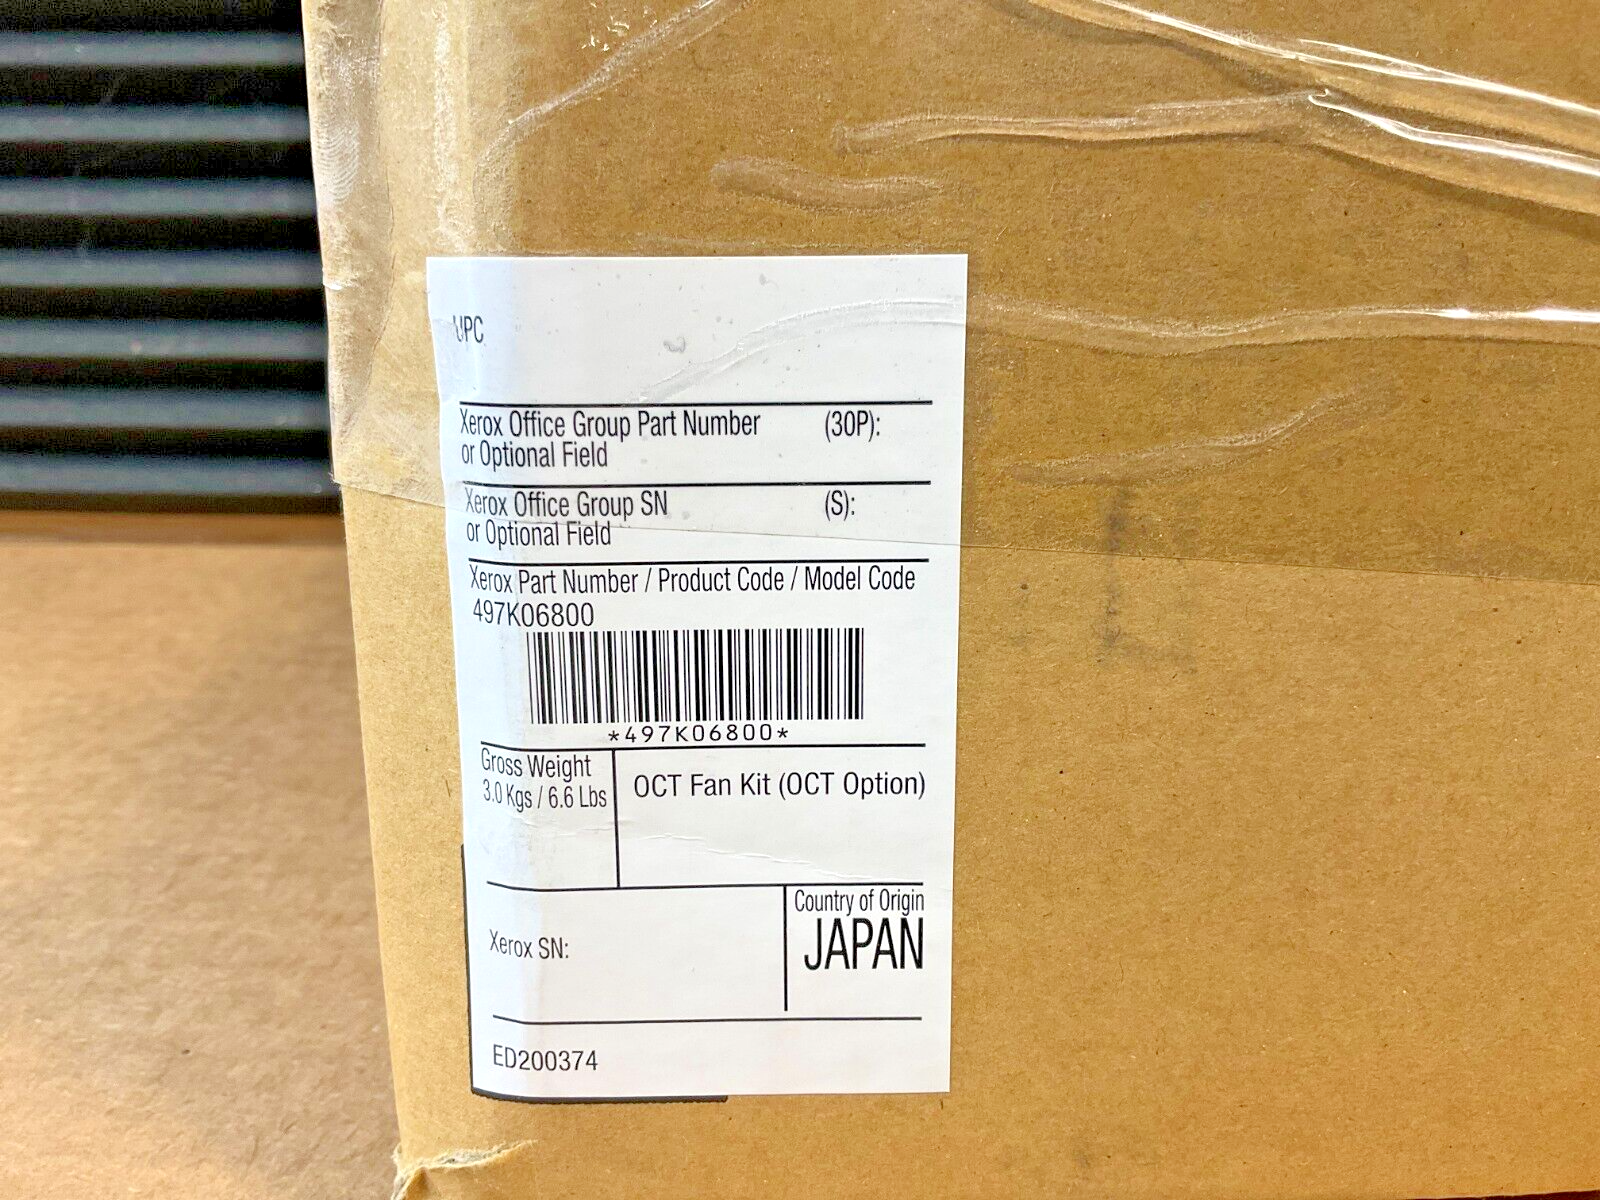 UPC
Xerox Office Group Part Number (30P):
or Optional Field
Xerox Office Group SN (S):
or Optional Field
Xerox Part Number / Product Code / Model Code
497K06800
*497K06800*
Gross Weight
3.0 Kgs / 6.6 Lbs
OCT Fan Kit (OCT Option)
Country of Origin
JAPAN
Xerox SN:
ED200374